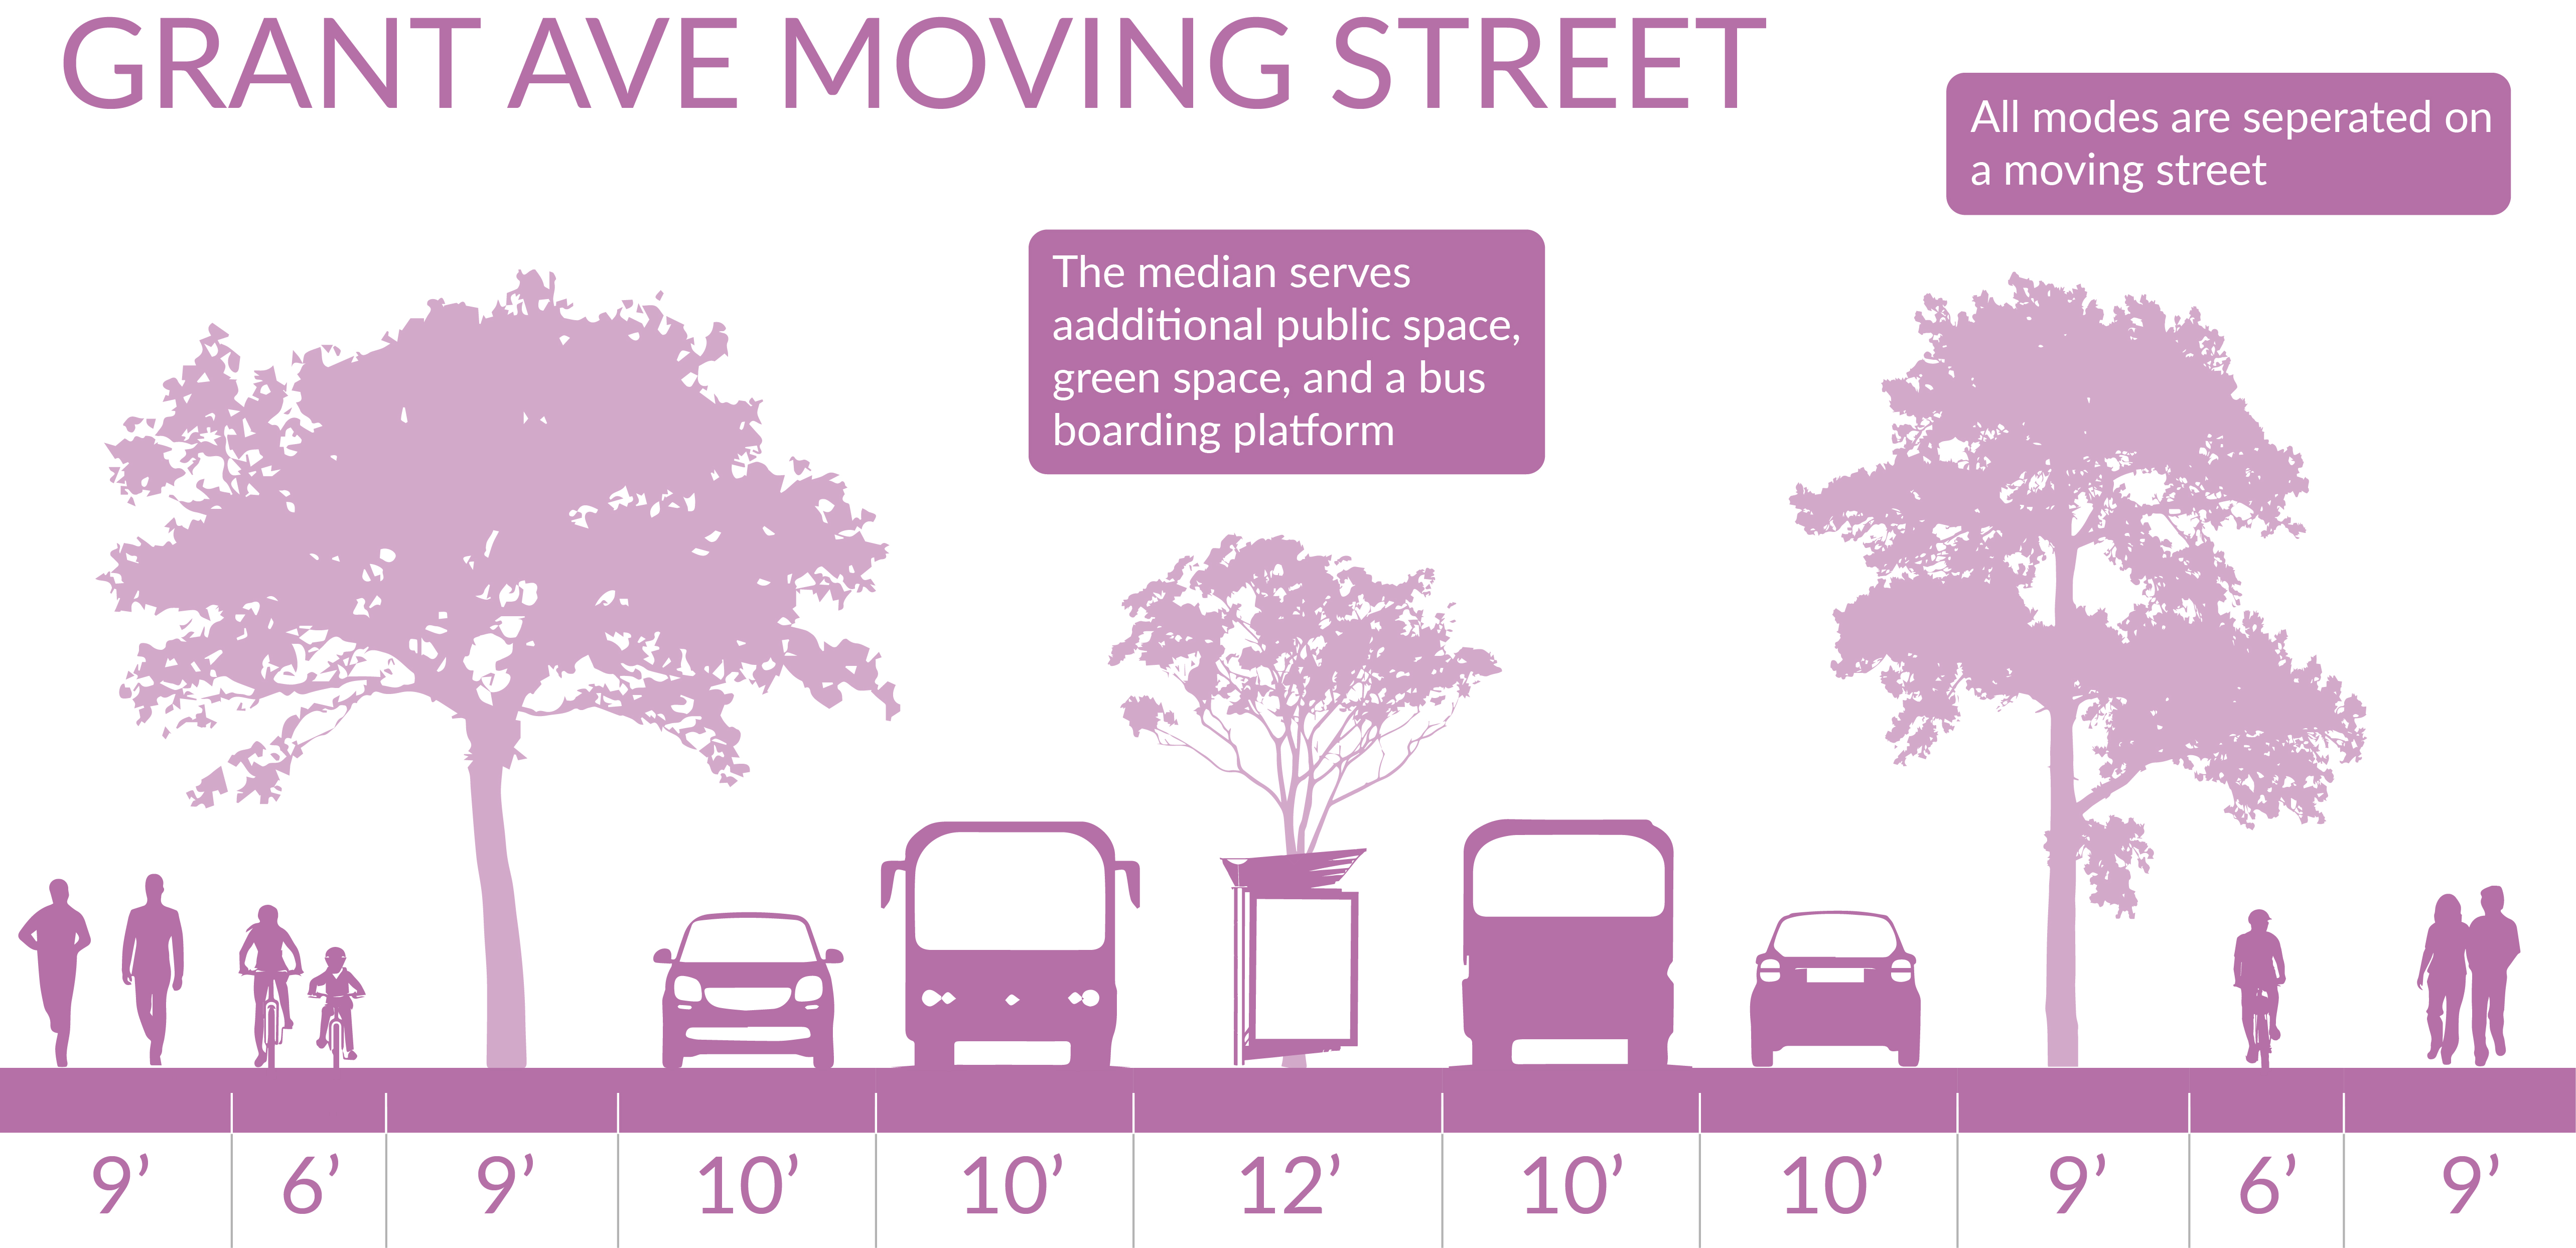 GRANT AVE MOVING STREET
All modes are seperated on
a moving street
The median serves
aadditional public space,
green space, and a bus
boarding platform
9’ 6’ 9’ 10’ 10’ 12’ 10’ 10’ 9’ 6’ 9’